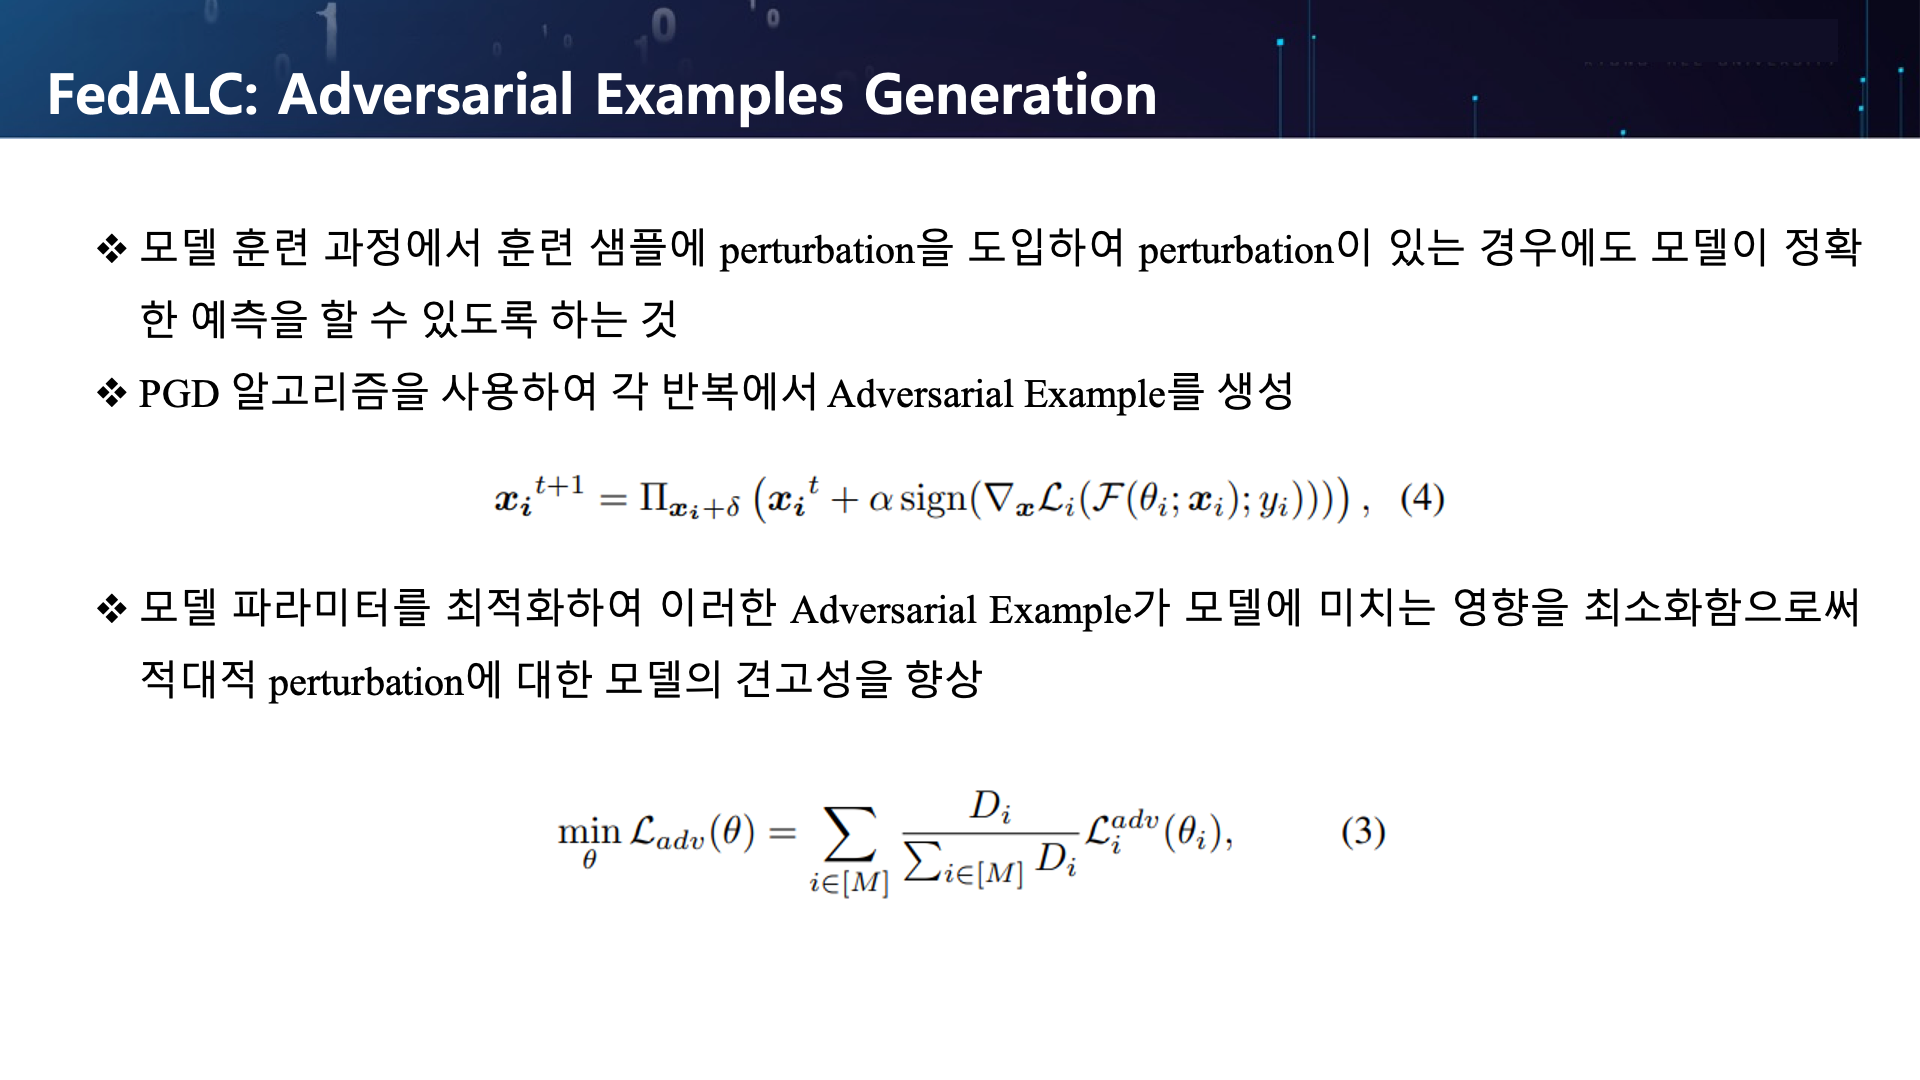 FedALC: Adversarial Examples Generation
❖ 모델 훈련 과정에서 훈련 샘플에 perturbation을 도입하여 perturbation이 있는 경우에도 모델이 정확
한 예측을 할 수 있도록 하는 것
❖ PGD 알고리즘을 사용하여 각 반복에서 Adversarial Example를 생성
$\boldsymbol{x_i}^{t+1} = \Pi_{\boldsymbol{x_i}+\delta}\left(\boldsymbol{x_i}^{t} + \alpha\,\mathrm{sign}(\nabla_{\boldsymbol{x}}\mathcal{L}_i(\mathcal{F}(\theta_i;\boldsymbol{x}_i);y_i)))\right),$ (4)
❖ 모델 파라미터를 최적화하여 이러한 Adversarial Example가 모델에 미치는 영향을 최소화함으로써
적대적 perturbation에 대한 모델의 견고성을 향상
$\min_{\theta} \mathcal{L}_{adv}(\theta) = \sum_{i\in[M]} \frac{D_i}{\sum_{i\in[M]} D_i} \mathcal{L}_i^{adv}(\theta_i),$ (3)